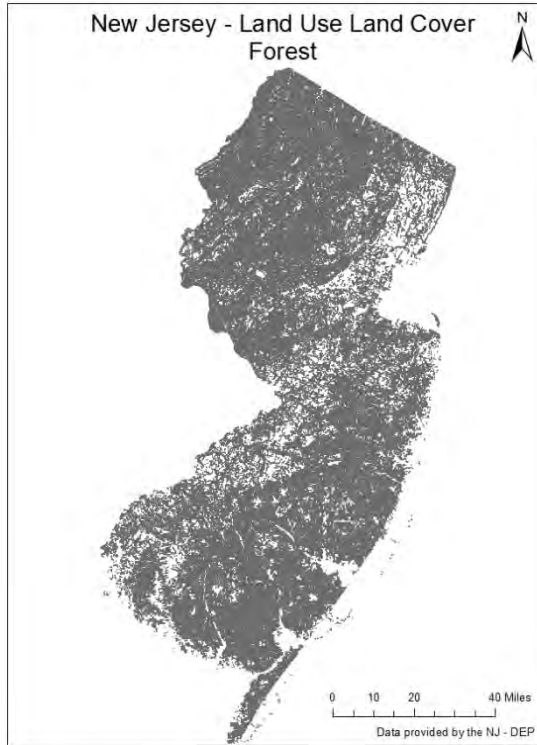 New Jersey - Land Use Land Cover
Forest
N
0 10 20 40 Miles
Data provided by the NJ - DEP